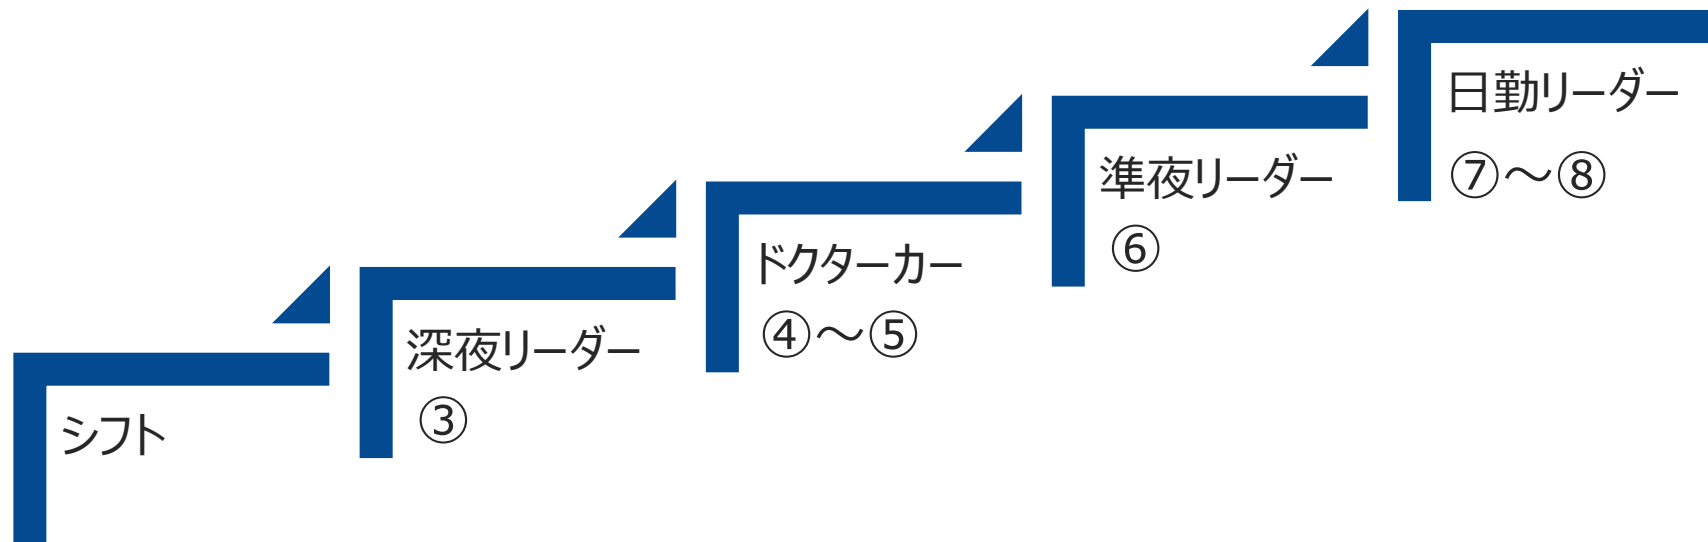 シフト
深夜リーダー
③
ドクターカー
④～⑤
準夜リーダー
⑥
日勤リーダー
⑦～⑧